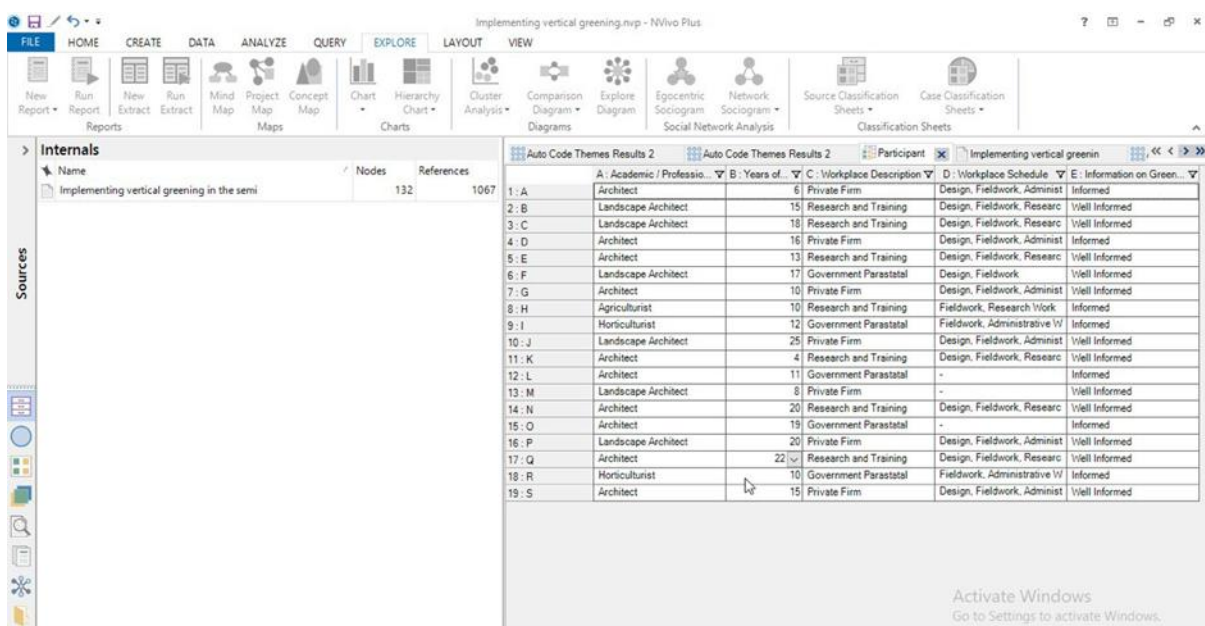 Implementing vertical greening.nvp - NVivo Plus
FILE HOME CREATE DATA ANALYZE QUERY EXPLORE LAYOUT VIEW
New Report Run Report New Extract Run Extract Mind Map Project Map Concept Map Chart Hierarchy Chart Cluster Analysis Comparison Diagram Explore Diagram Egocentric Sociogram Network Sociogram Source Classification Sheets Case Classification Sheets
Reports Maps Charts Diagrams Social Network Analysis Classification Sheets
Internals
Name Nodes References
Implementing vertical greening in the semi 132 1067
Sources
Auto Code Themes Results 2 Auto Code Themes Results 2 Participant Implementing vertical greenin
A : Academic / Professio... B : Years of... C : Workplace Description D : Workplace Schedule E : Information on Green...
1 : A Architect 6 Private Firm Design, Fieldwork, Administ Informed
2 : B Landscape Architect 15 Research and Training Design, Fieldwork, Researc Well Informed
3 : C Landscape Architect 18 Research and Training Design, Fieldwork, Researc Well Informed
4 : D Architect 16 Private Firm Design, Fieldwork, Administ Informed
5 : E Architect 13 Research and Training Design, Fieldwork, Researc Well Informed
6 : F Landscape Architect 17 Government Parastatal Design, Fieldwork Well Informed
7 : G Architect 10 Private Firm Design, Fieldwork, Administ Well Informed
8 : H Agriculturist 10 Research and Training Fieldwork, Research Work Informed
9 : I Horticulturist 12 Government Parastatal Fieldwork, Administrative W Informed
10 : J Landscape Architect 25 Private Firm Design, Fieldwork, Administ Well Informed
11 : K Architect 4 Research and Training Design, Fieldwork, Researc Well Informed
12 : L Architect 11 Government Parastatal - Informed
13 : M Landscape Architect 8 Private Firm - Well Informed
14 : N Architect 20 Research and Training Design, Fieldwork, Researc Well Informed
15 : O Architect 19 Government Parastatal - Informed
16 : P Landscape Architect 20 Private Firm Design, Fieldwork, Administ Well Informed
17 : Q Architect 22 Research and Training Design, Fieldwork, Researc Well Informed
18 : R Horticulturist 10 Government Parastatal Fieldwork, Administrative W Informed
19 : S Architect 15 Private Firm Design, Fieldwork, Administ Well Informed
Activate Windows
Go to Settings to activate Windows.